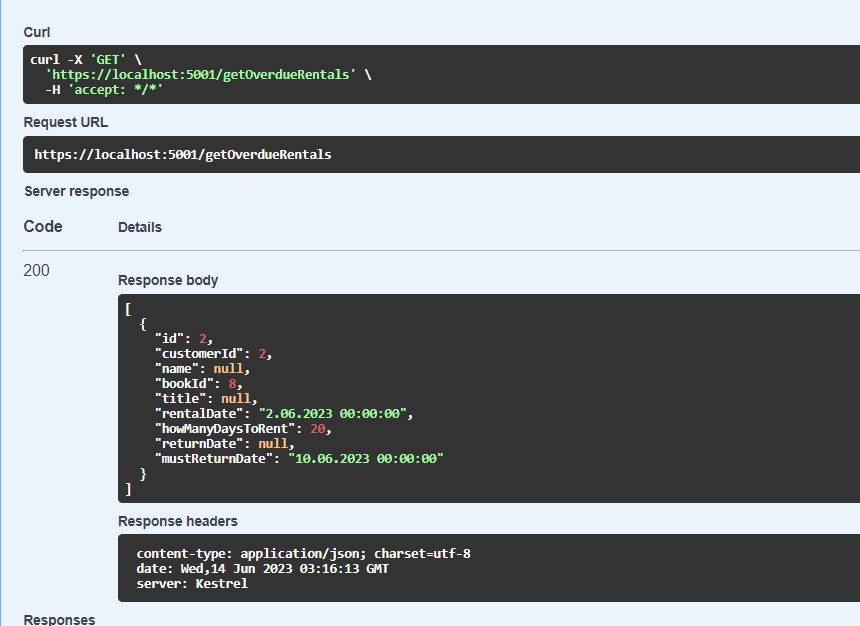 Curl
curl -X 'GET' \
'https://localhost:5001/getOverdueRentals' \
-H 'accept: */*'
Request URL
https://localhost:5001/getOverdueRentals
Server response
Code Details
200
Response body
[
{
"id": 2,
"customerId": 2,
"name": null,
"bookId": 8,
"title": null,
"rentalDate": "2.06.2023 00:00:00",
"howManyDaysToRent": 20,
"returnDate": null,
"mustReturnDate": "10.06.2023 00:00:00"
}
]
Response headers
content-type: application/json; charset=utf-8
date: Wed,14 Jun 2023 03:16:13 GMT
server: Kestrel
Responses